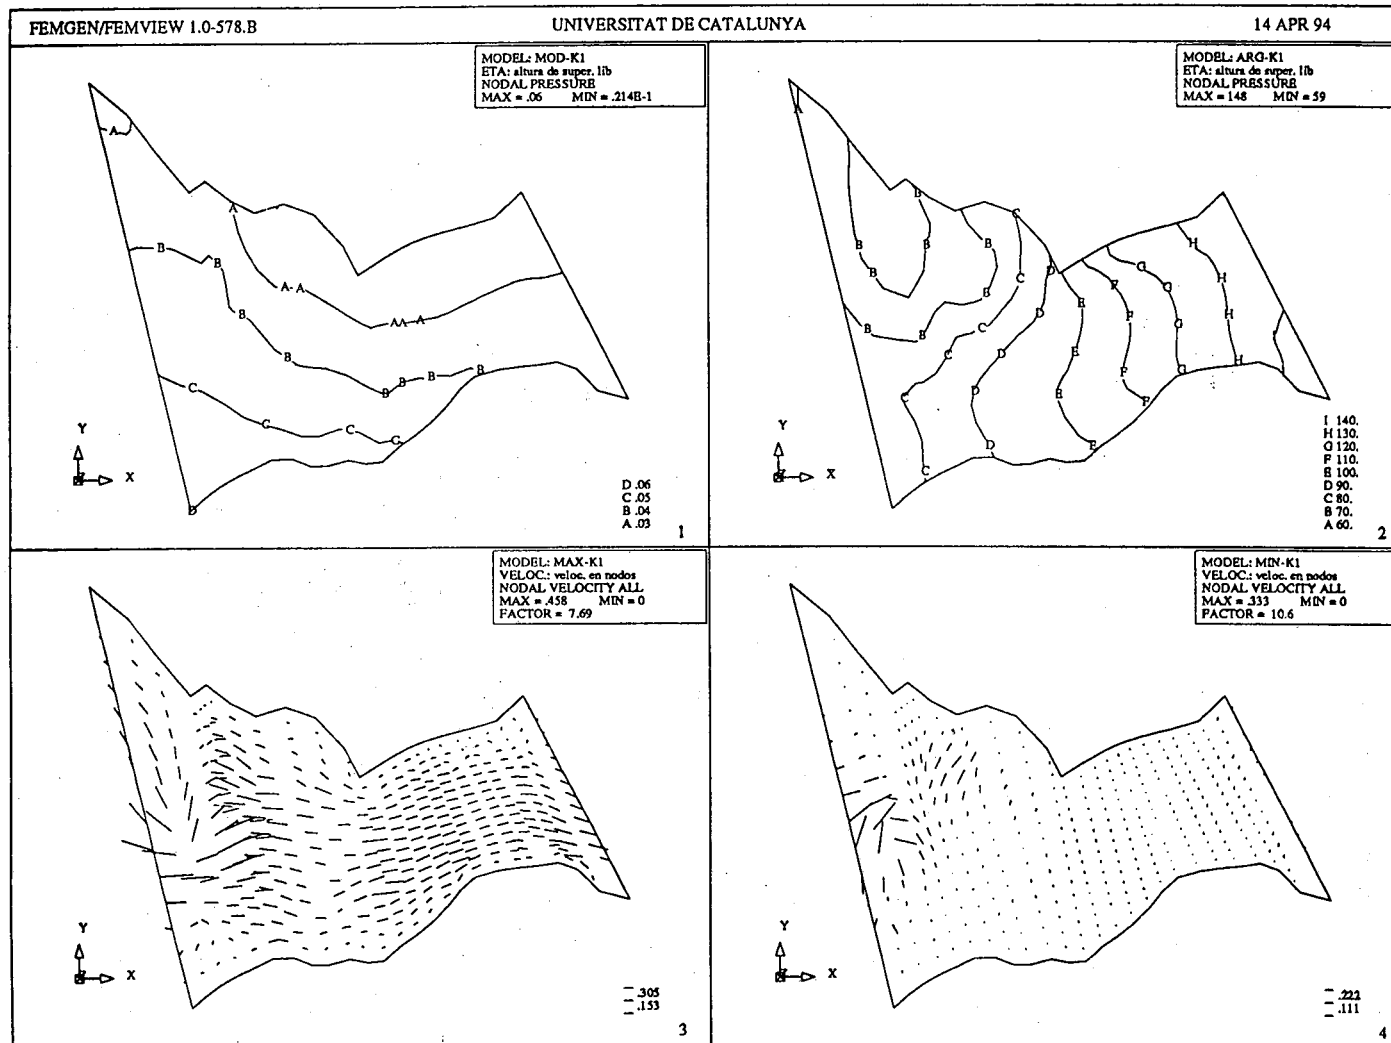 FEMGEN/FEMVIEW 1.0-578.B
UNIVERSITAT DE CATALUNYA
14 APR 94
MODEL: MOD-K1
ETA: altura de super. lib
NODAL PRESSURE
MAX = .06 MIN = .214E-1
A
A
B
B
A-A
B
AA A
B
B B B B
C
C
C
C
D
Y
X
D .06
C .05
B .04
A .03
1
MODEL: ARG-K1
ETA: altura de super. lib
NODAL PRESSURE
MAX = 148 MIN = 59
A
B
C
B B B H
B C D G
B E F G H
B C D F G H
B C D E F G H
C D E F
C D E
Y
X
I 140.
H 130.
G 120.
F 110.
E 100.
D 90.
C 80.
B 70.
A 60.
2
MODEL: MAX-K1
VELOC.: veloc. en nodos
NODAL VELOCITY ALL
MAX = .458 MIN = 0
FACTOR = 7.69
Y
X
.305
.153
3
MODEL: MIN-K1
VELOC.: veloc. en nodos
NODAL VELOCITY ALL
MAX = .333 MIN = 0
FACTOR = 10.6
Y
X
.222
.111
4